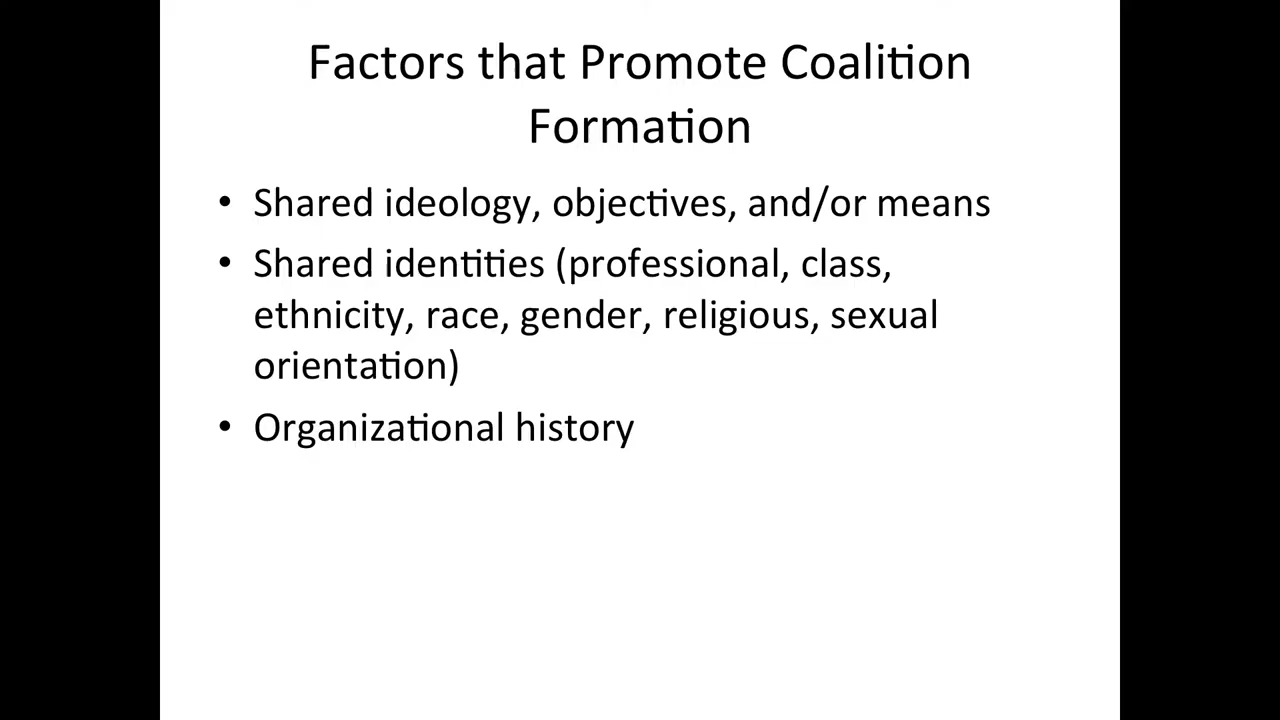 Factors that Promote Coalition
Formation
• Shared ideology, objectives, and/or means
• Shared identities (professional, class,
ethnicity, race, gender, religious, sexual
orientation)
• Organizational history